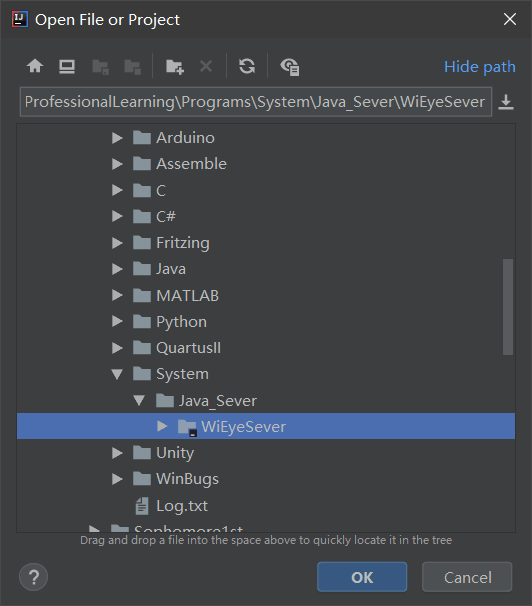 Open File or Project
Hide path
ProfessionalLearning\Programs\System\Java_Sever\WiEyeSever
Arduino
Assemble
C
C#
Fritzing
Java
MATLAB
Python
QuartusII
System
Java_Sever
WiEyeSever
Unity
WinBugs
Log.txt
Sophomore1st
Drag and drop a file into the space above to quickly locate it in the tree
?
OK
Cancel